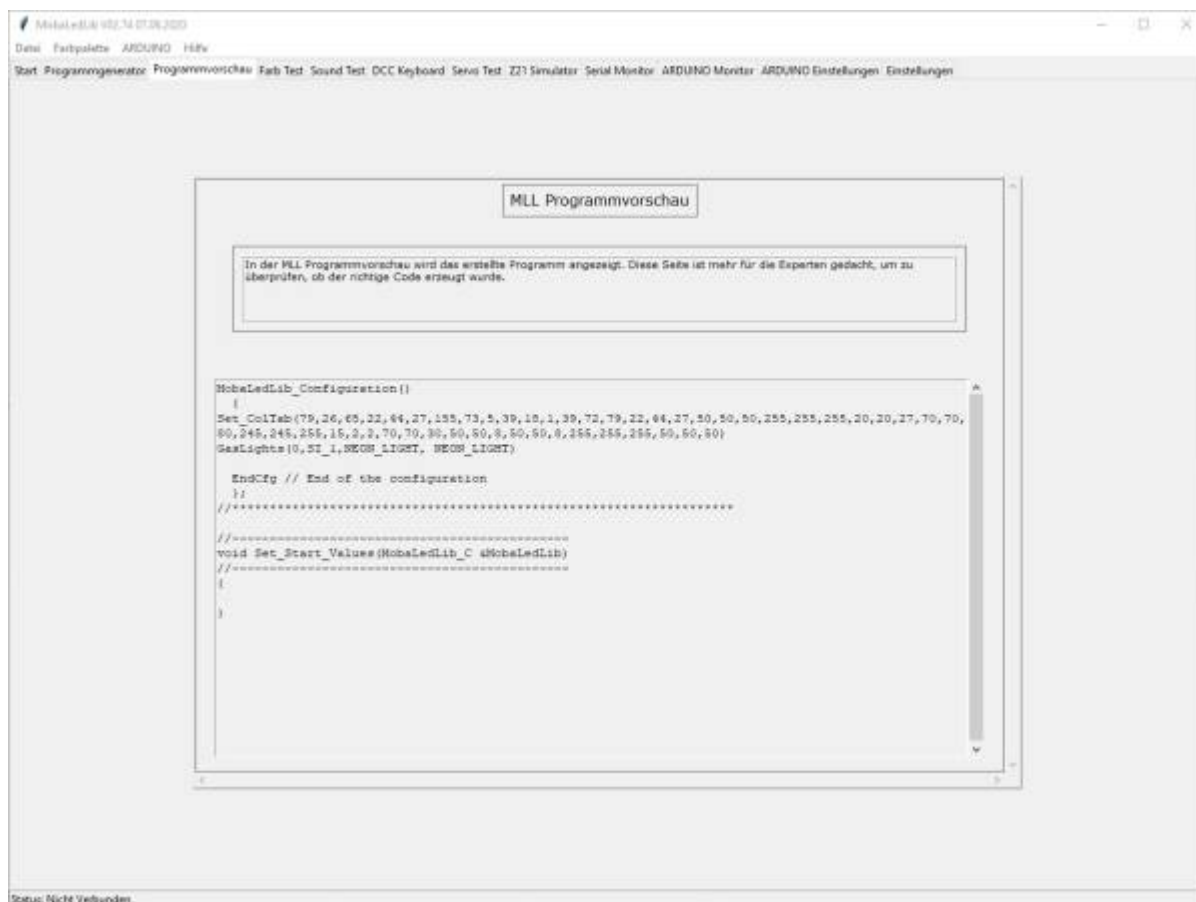 MobaLedLib V02.74 07.08.2020
Datei Farbpalette ARDUINO Hilfe
Start Programmgenerator Programmvorschau Farb Test Sound Test DCC Keyboard Servo Test Z21 Simulator Serial Monitor ARDUINO Monitor ARDUINO Einstellungen Einstellungen
MLL Programmvorschau
In der MLL Programmvorschau wird das erstellte Programm angezeigt. Diese Seite ist mehr für die Experten gedacht, um zu
überprüfen, ob der richtige Code erzeugt wurde.
MobaLedLib_Configuration()
{
Set_ColTab(79,26,65,22,44,27,155,73,5,39,18,1,39,72,79,22,44,27,50,50,50,255,255,255,20,20,27,70,70,
80,245,245,255,15,2,2,70,70,30,50,50,8,50,50,8,255,255,255,50,50,50)
GasLights(0,SI_1,NEON_LIGHT, NEON_LIGHT)
EndCfg // End of the configuration
};
//*******************************************************************
//---------------------------------------------
void Set_Start_Values(MobaLedLib_C &MobaLedLib)
//---------------------------------------------
{
}
Status: Nicht Verbunden